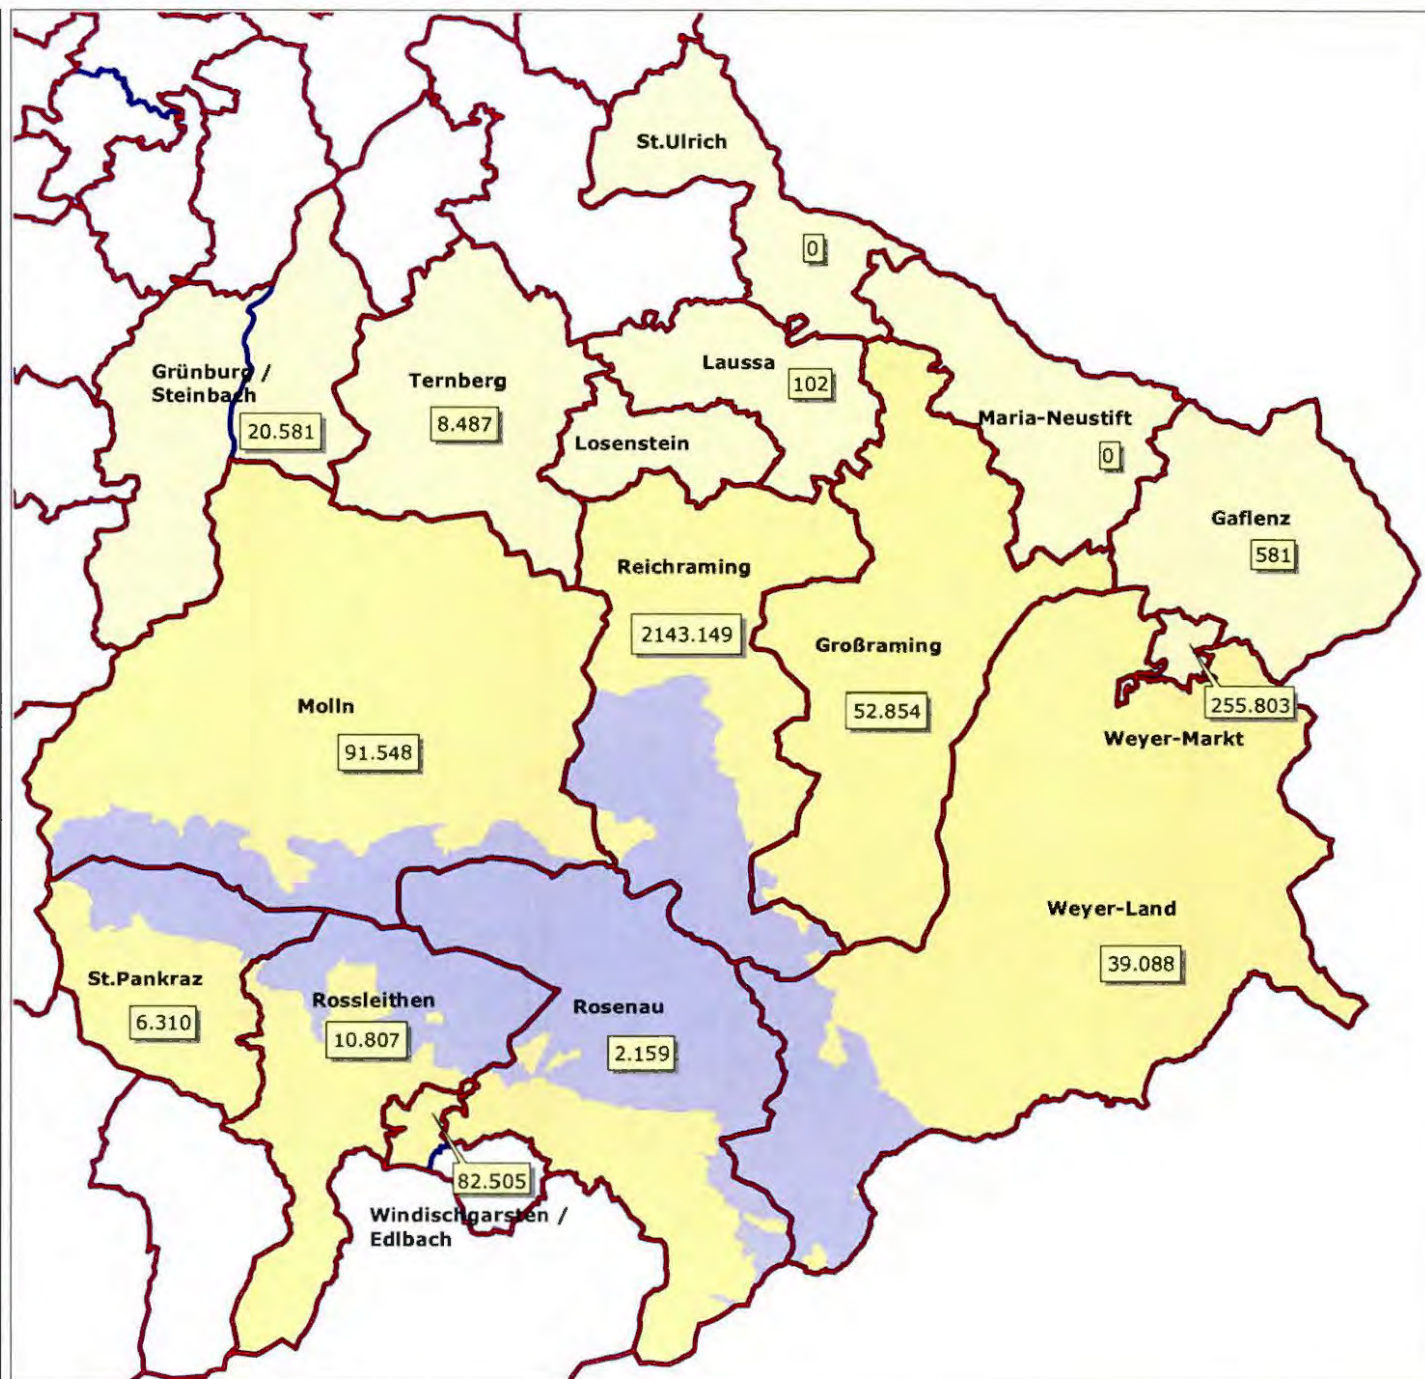 St.Ulrich
0
Grünburg /
Steinbach
20.581
Ternberg
8.487
Laussa
102
Losenstein
Maria-Neustift
0
Gaflenz
581
Reichraming
2143.149
Großraming
52.854
Molln
91.548
255.803
Weyer-Markt
Weyer-Land
39.088
St.Pankraz
6.310
Rossleithen
10.807
Rosenau
2.159
82.505
Windischgarsten /
Edlbach